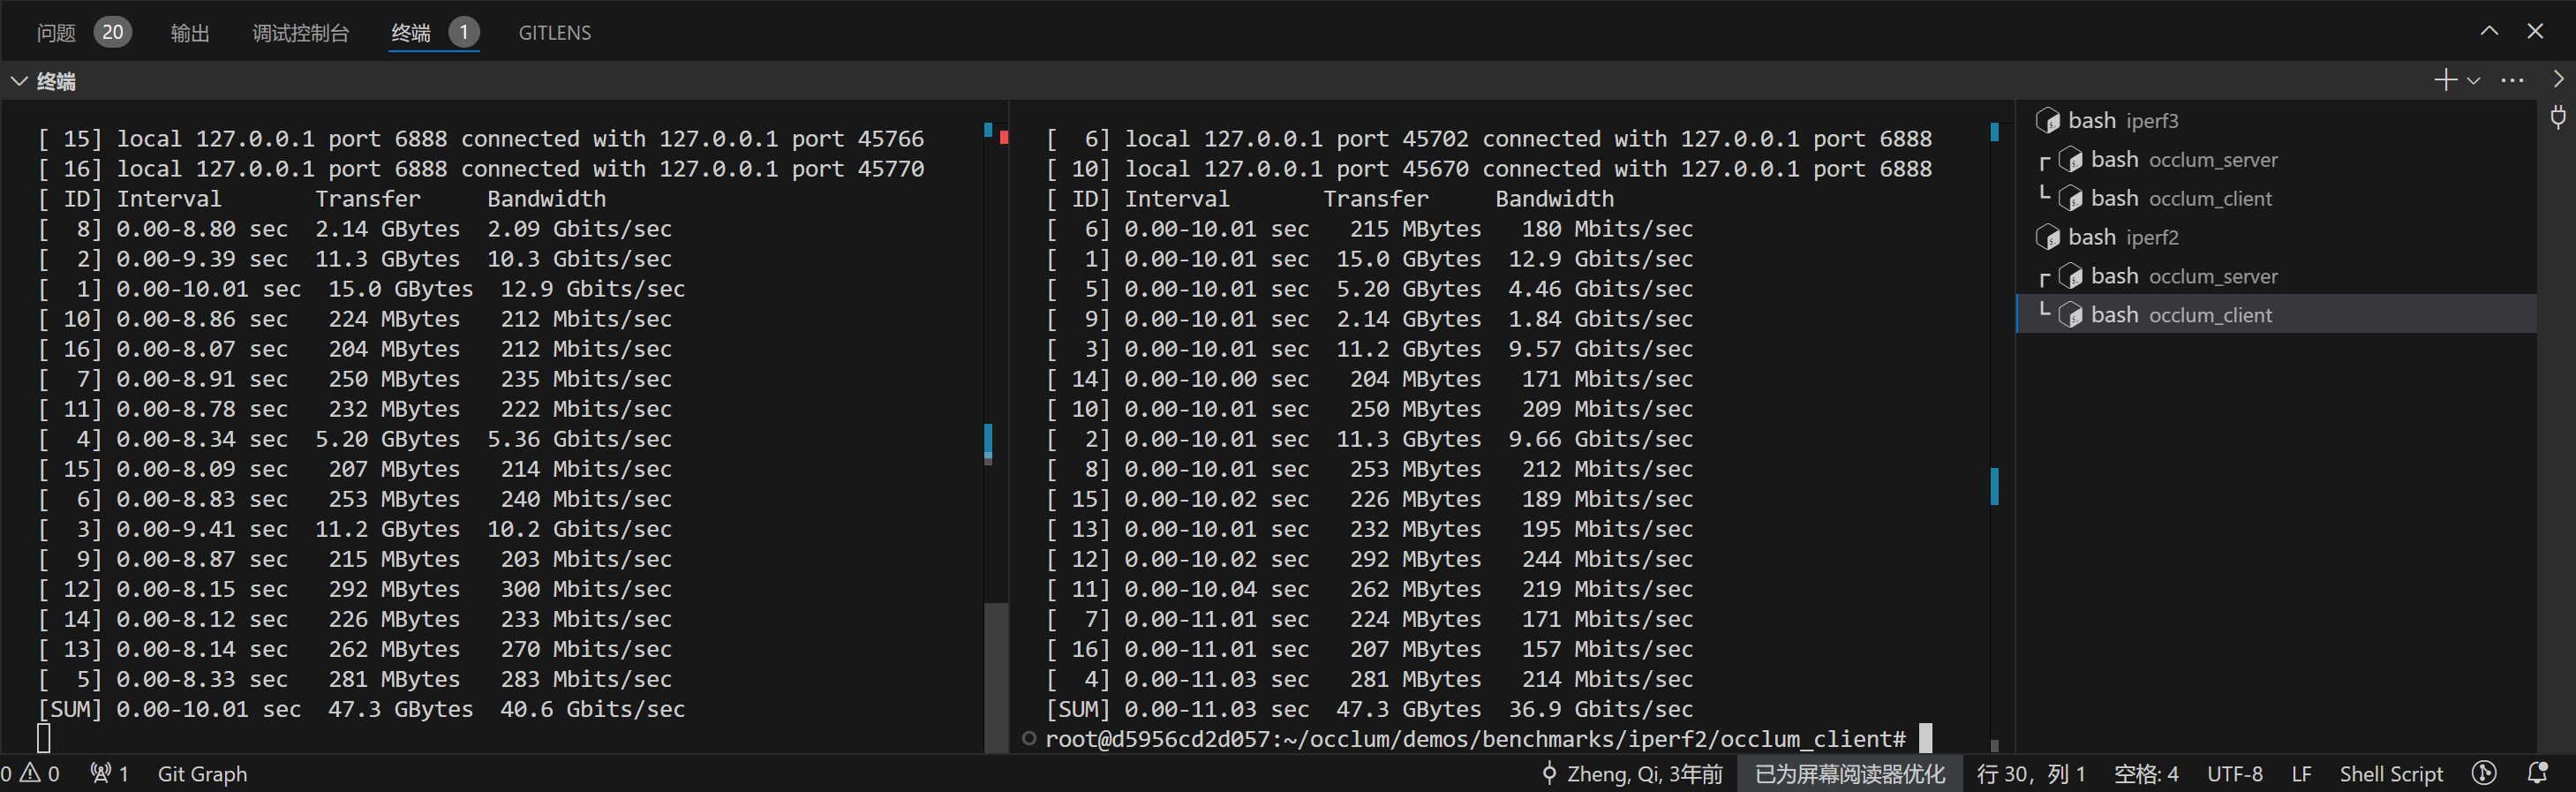 问题 20 输出 调试控制台 终端 1 GITLENS
终端
[ 15] local 127.0.0.1 port 6888 connected with 127.0.0.1 port 45766
[ 16] local 127.0.0.1 port 6888 connected with 127.0.0.1 port 45770
[ ID] Interval       Transfer     Bandwidth
[  8] 0.00-8.80 sec  2.14 GBytes  2.09 Gbits/sec
[  2] 0.00-9.39 sec  11.3 GBytes  10.3 Gbits/sec
[  1] 0.00-10.01 sec  15.0 GBytes  12.9 Gbits/sec
[ 10] 0.00-8.86 sec   224 MBytes   212 Mbits/sec
[ 16] 0.00-8.07 sec   204 MBytes   212 Mbits/sec
[  7] 0.00-8.91 sec   250 MBytes   235 Mbits/sec
[ 11] 0.00-8.78 sec   232 MBytes   222 Mbits/sec
[  4] 0.00-8.34 sec  5.20 GBytes  5.36 Gbits/sec
[ 15] 0.00-8.09 sec   207 MBytes   214 Mbits/sec
[  6] 0.00-8.83 sec   253 MBytes   240 Mbits/sec
[  3] 0.00-9.41 sec  11.2 GBytes  10.2 Gbits/sec
[  9] 0.00-8.87 sec   215 MBytes   203 Mbits/sec
[ 12] 0.00-8.15 sec   292 MBytes   300 Mbits/sec
[ 14] 0.00-8.12 sec   226 MBytes   233 Mbits/sec
[ 13] 0.00-8.14 sec   262 MBytes   270 Mbits/sec
[  5] 0.00-8.33 sec   281 MBytes   283 Mbits/sec
[SUM] 0.00-10.01 sec  47.3 GBytes  40.6 Gbits/sec
[  6] local 127.0.0.1 port 45702 connected with 127.0.0.1 port 6888
[ 10] local 127.0.0.1 port 45670 connected with 127.0.0.1 port 6888
[ ID] Interval       Transfer     Bandwidth
[  6] 0.00-10.01 sec   215 MBytes   180 Mbits/sec
[  1] 0.00-10.01 sec  15.0 GBytes  12.9 Gbits/sec
[  5] 0.00-10.01 sec  5.20 GBytes  4.46 Gbits/sec
[  9] 0.00-10.01 sec  2.14 GBytes  1.84 Gbits/sec
[  3] 0.00-10.01 sec  11.2 GBytes  9.57 Gbits/sec
[ 14] 0.00-10.00 sec   204 MBytes   171 Mbits/sec
[ 10] 0.00-10.01 sec   250 MBytes   209 Mbits/sec
[  2] 0.00-10.01 sec  11.3 GBytes  9.66 Gbits/sec
[  8] 0.00-10.01 sec   253 MBytes   212 Mbits/sec
[ 15] 0.00-10.02 sec   226 MBytes   189 Mbits/sec
[ 13] 0.00-10.01 sec   232 MBytes   195 Mbits/sec
[ 12] 0.00-10.02 sec   292 MBytes   244 Mbits/sec
[ 11] 0.00-10.04 sec   262 MBytes   219 Mbits/sec
[  7] 0.00-11.01 sec   224 MBytes   171 Mbits/sec
[ 16] 0.00-11.01 sec   207 MBytes   157 Mbits/sec
[  4] 0.00-11.03 sec   281 MBytes   214 Mbits/sec
[SUM] 0.00-11.03 sec  47.3 GBytes  36.9 Gbits/sec
root@d5956cd2d057:~/occlum/demos/benchmarks/iperf2/occlum_client#
bash iperf3
bash occlum_server
bash occlum_client
bash iperf2
bash occlum_server
bash occlum_client
0 0 1 Git Graph Zheng, Qi, 3年前 已为屏幕阅读器优化 行 30，列 1 空格: 4 UTF-8 LF Shell Script